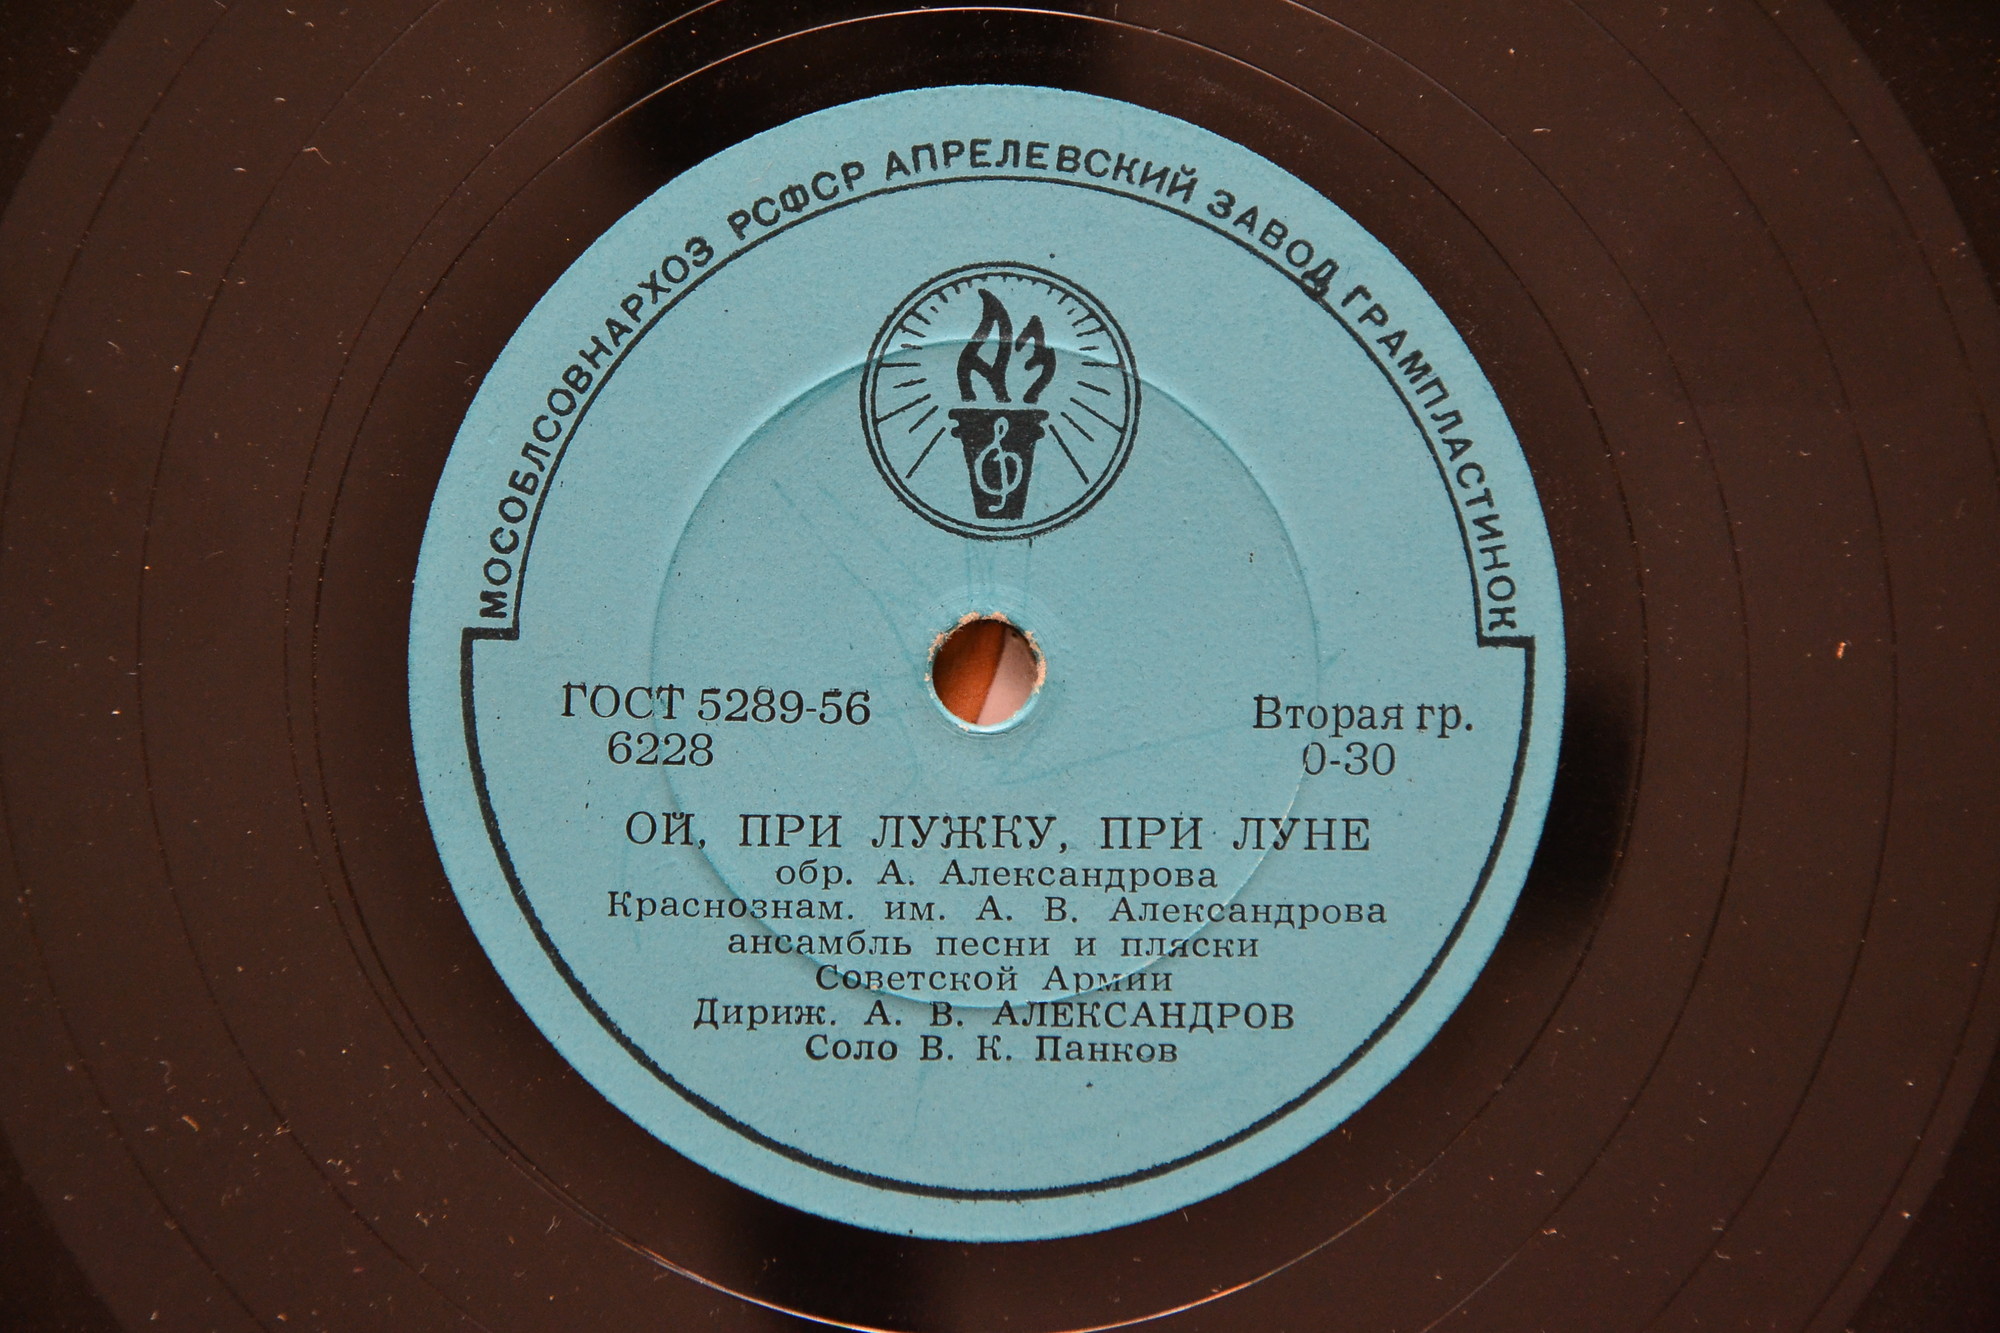 МОСОБЛСОВНАРХОЗ РСФСР АПРЕЛЕВСКИЙ ЗАВОД ГРАМПЛАСТИНОК
АЗ
ГОСТ 5289-56 Вторая гр.
6228 0-30
ОЙ, ПРИ ЛУЖКУ, ПРИ ЛУНЕ
обр. А. Александрова
Краснознам. им. А. В. Александрова
ансамбль песни и пляски
Советской Армии
Дириж. А. В. АЛЕКСАНДРОВ
Соло В. К. Панков